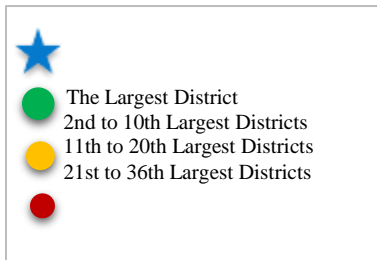 The Largest District
2nd to 10th Largest Districts
11th to 20th Largest Districts
21st to 36th Largest Districts